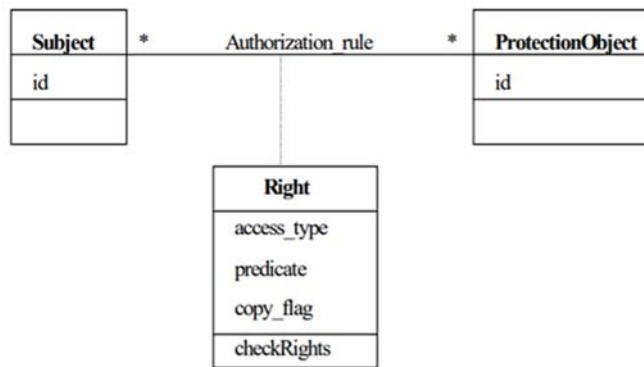 Subject
*
Authorization_rule
*
ProtectionObject
id
id
Right
access_type
predicate
copy_flag
checkRights